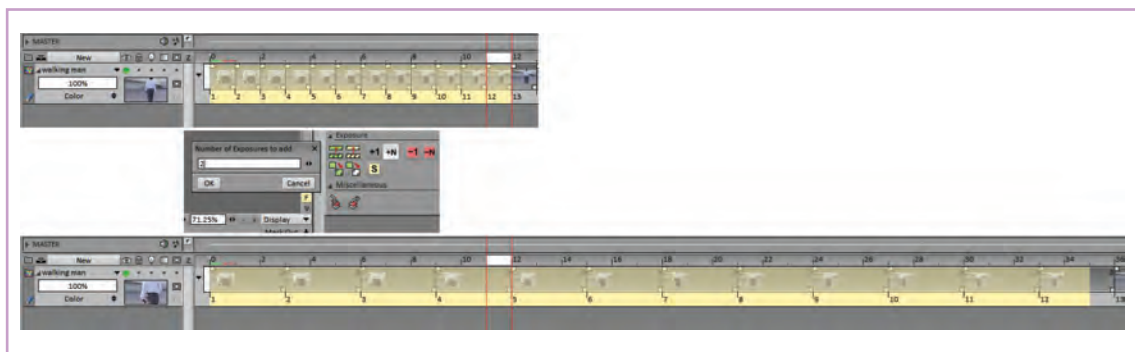 MASTER
0 2 4 6 8 10 12
New
walking man
100%
Color
1 2 3 4 5 6 7 8 9 10 11 12 13
Number of Exposures to add
2
OK Cancel
Exposure
+1 +N -1 -N
S
Miscellaneous
71.25% Display
MASTER
0 2 4 6 8 10 12 14 16 18 20 22 24 26 28 30 32 34 36
New
walking man
100%
Color
1 2 3 4 5 6 7 8 9 10 11 12 13